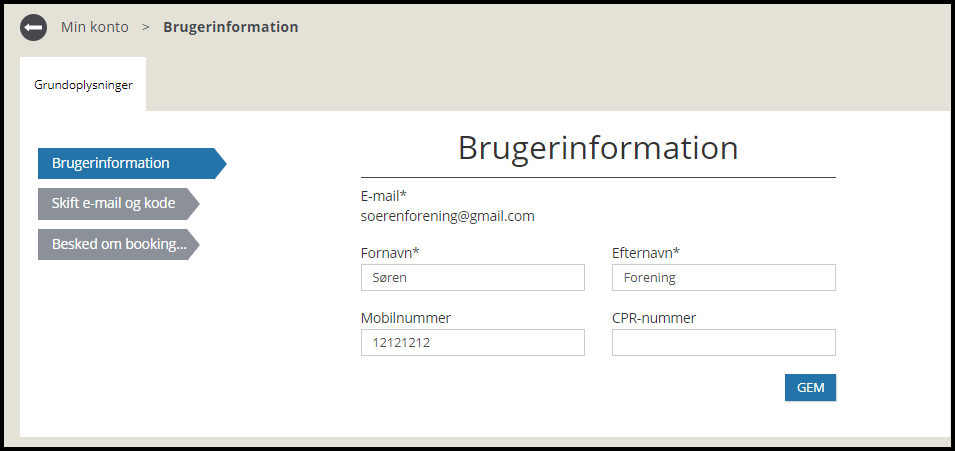 Min konto > Brugerinformation
Grundoplysninger
Brugerinformation
Skift e-mail og kode
Besked om booking...
Brugerinformation
E-mail*
soerenforening@gmail.com
Fornavn* Efternavn*
Søren Forening
Mobilnummer CPR-nummer
12121212
GEM